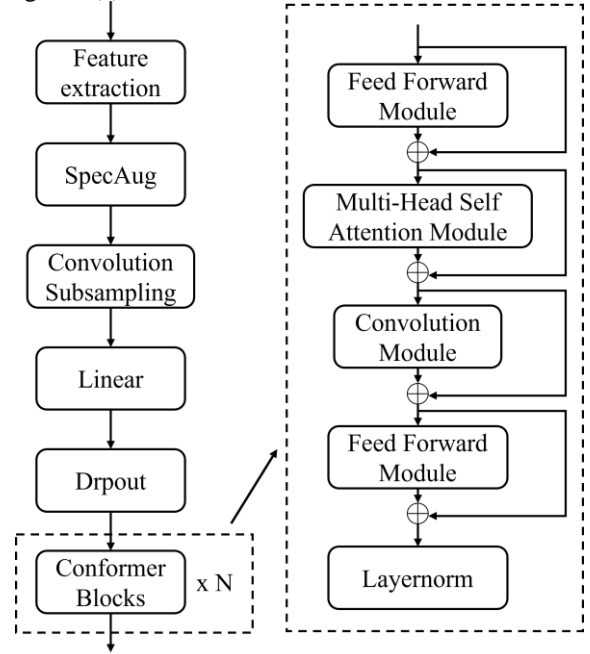 Feature
extraction
SpecAug
Convolution
Subsampling
Linear
Drpout
Conformer
Blocks
x N
Feed Forward
Module
Multi-Head Self
Attention Module
Convolution
Module
Feed Forward
Module
Layernorm